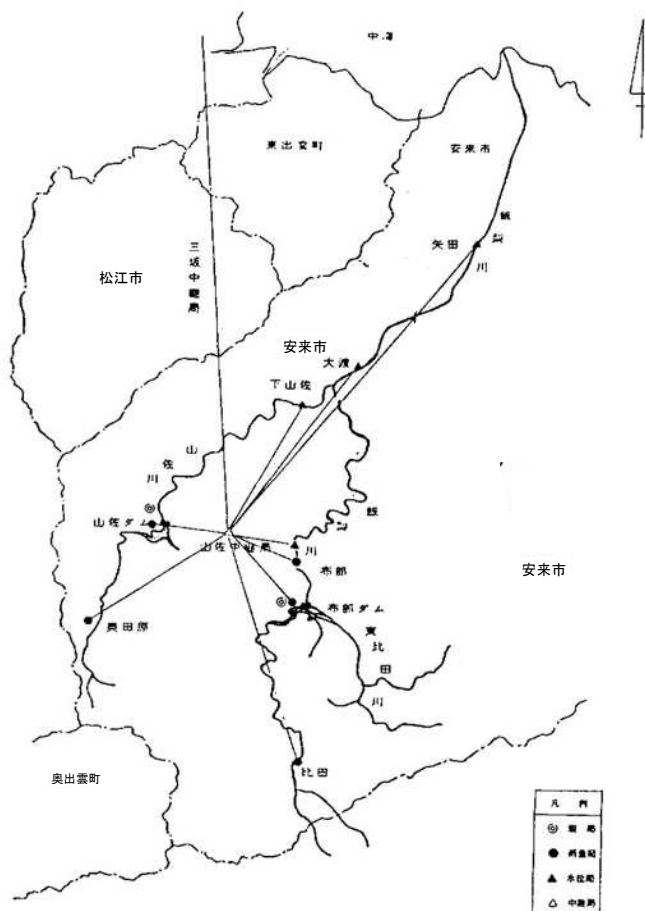 中海
東出雲町
安来市
矢田
飯梨川
三坂中継局
松江市
安来市
大渡
下山佐
山佐川
山佐ダム
山佐中継局
飯梨川
布部
安来市
布部ダム
奥田原
東比田川
比田
奥出雲町
凡例
雨量局
水位局
中継局